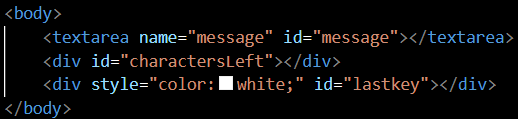 <body>
<textarea name="message" id="message"></textarea>
<div id="charactersLeft"></div>
<div style="color:white;" id="lastkey"></div>
</body>